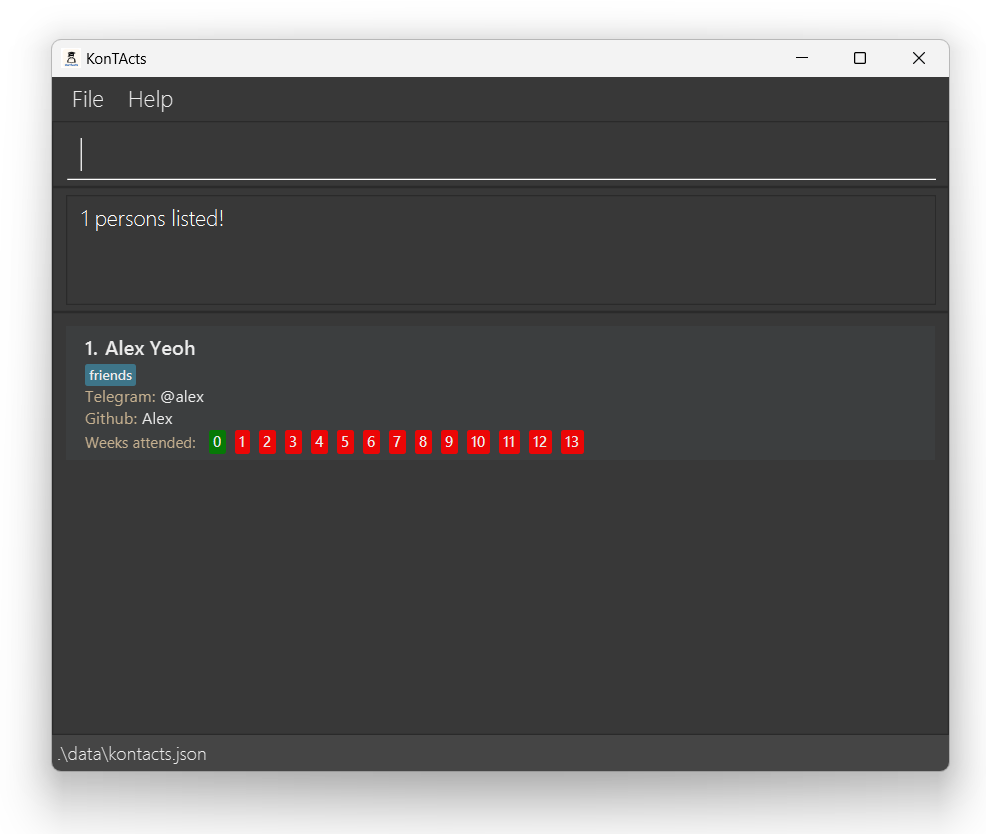 KonTActs
File Help
1 persons listed!
1. Alex Yeoh
friends
Telegram: @alex
Github: Alex
Weeks attended: 0 1 2 3 4 5 6 7 8 9 10 11 12 13
.\data\kontacts.json